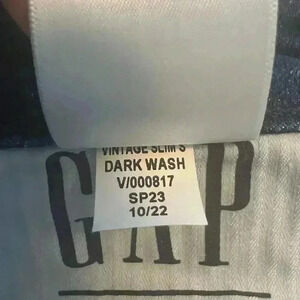 VINTAGE SLIM S
DARK WASH
V/000817
SP23
10/22
GAP